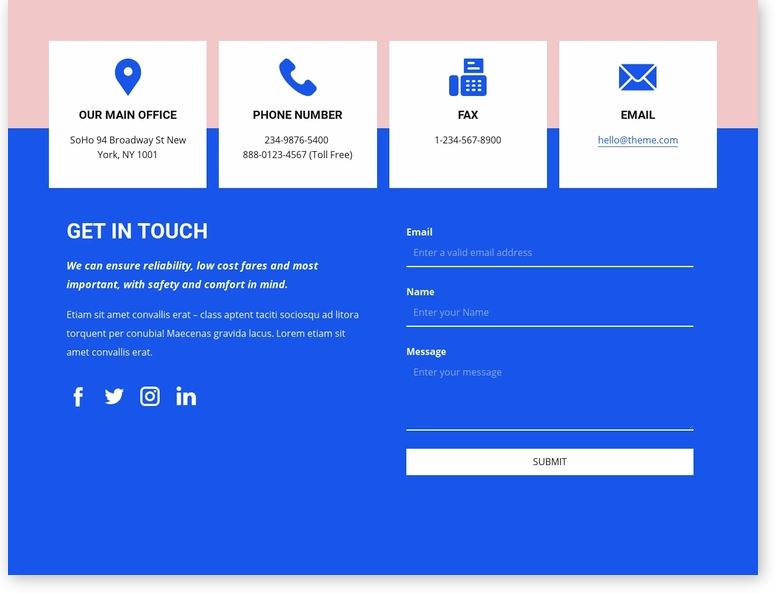 OUR MAIN OFFICE
SoHo 94 Broadway St New
York, NY 1001
PHONE NUMBER
234-9876-5400
888-0123-4567 (Toll Free)
FAX
1-234-567-8900
EMAIL
hello@theme.com
GET IN TOUCH
We can ensure reliability, low cost fares and most
important, with safety and comfort in mind.
Etiam sit amet convallis erat – class aptent taciti sociosqu ad litora
torquent per conubia! Maecenas gravida lacus. Lorem etiam sit
amet convallis erat.
Email
Enter a valid email address
Name
Enter your Name
Message
Enter your message
SUBMIT